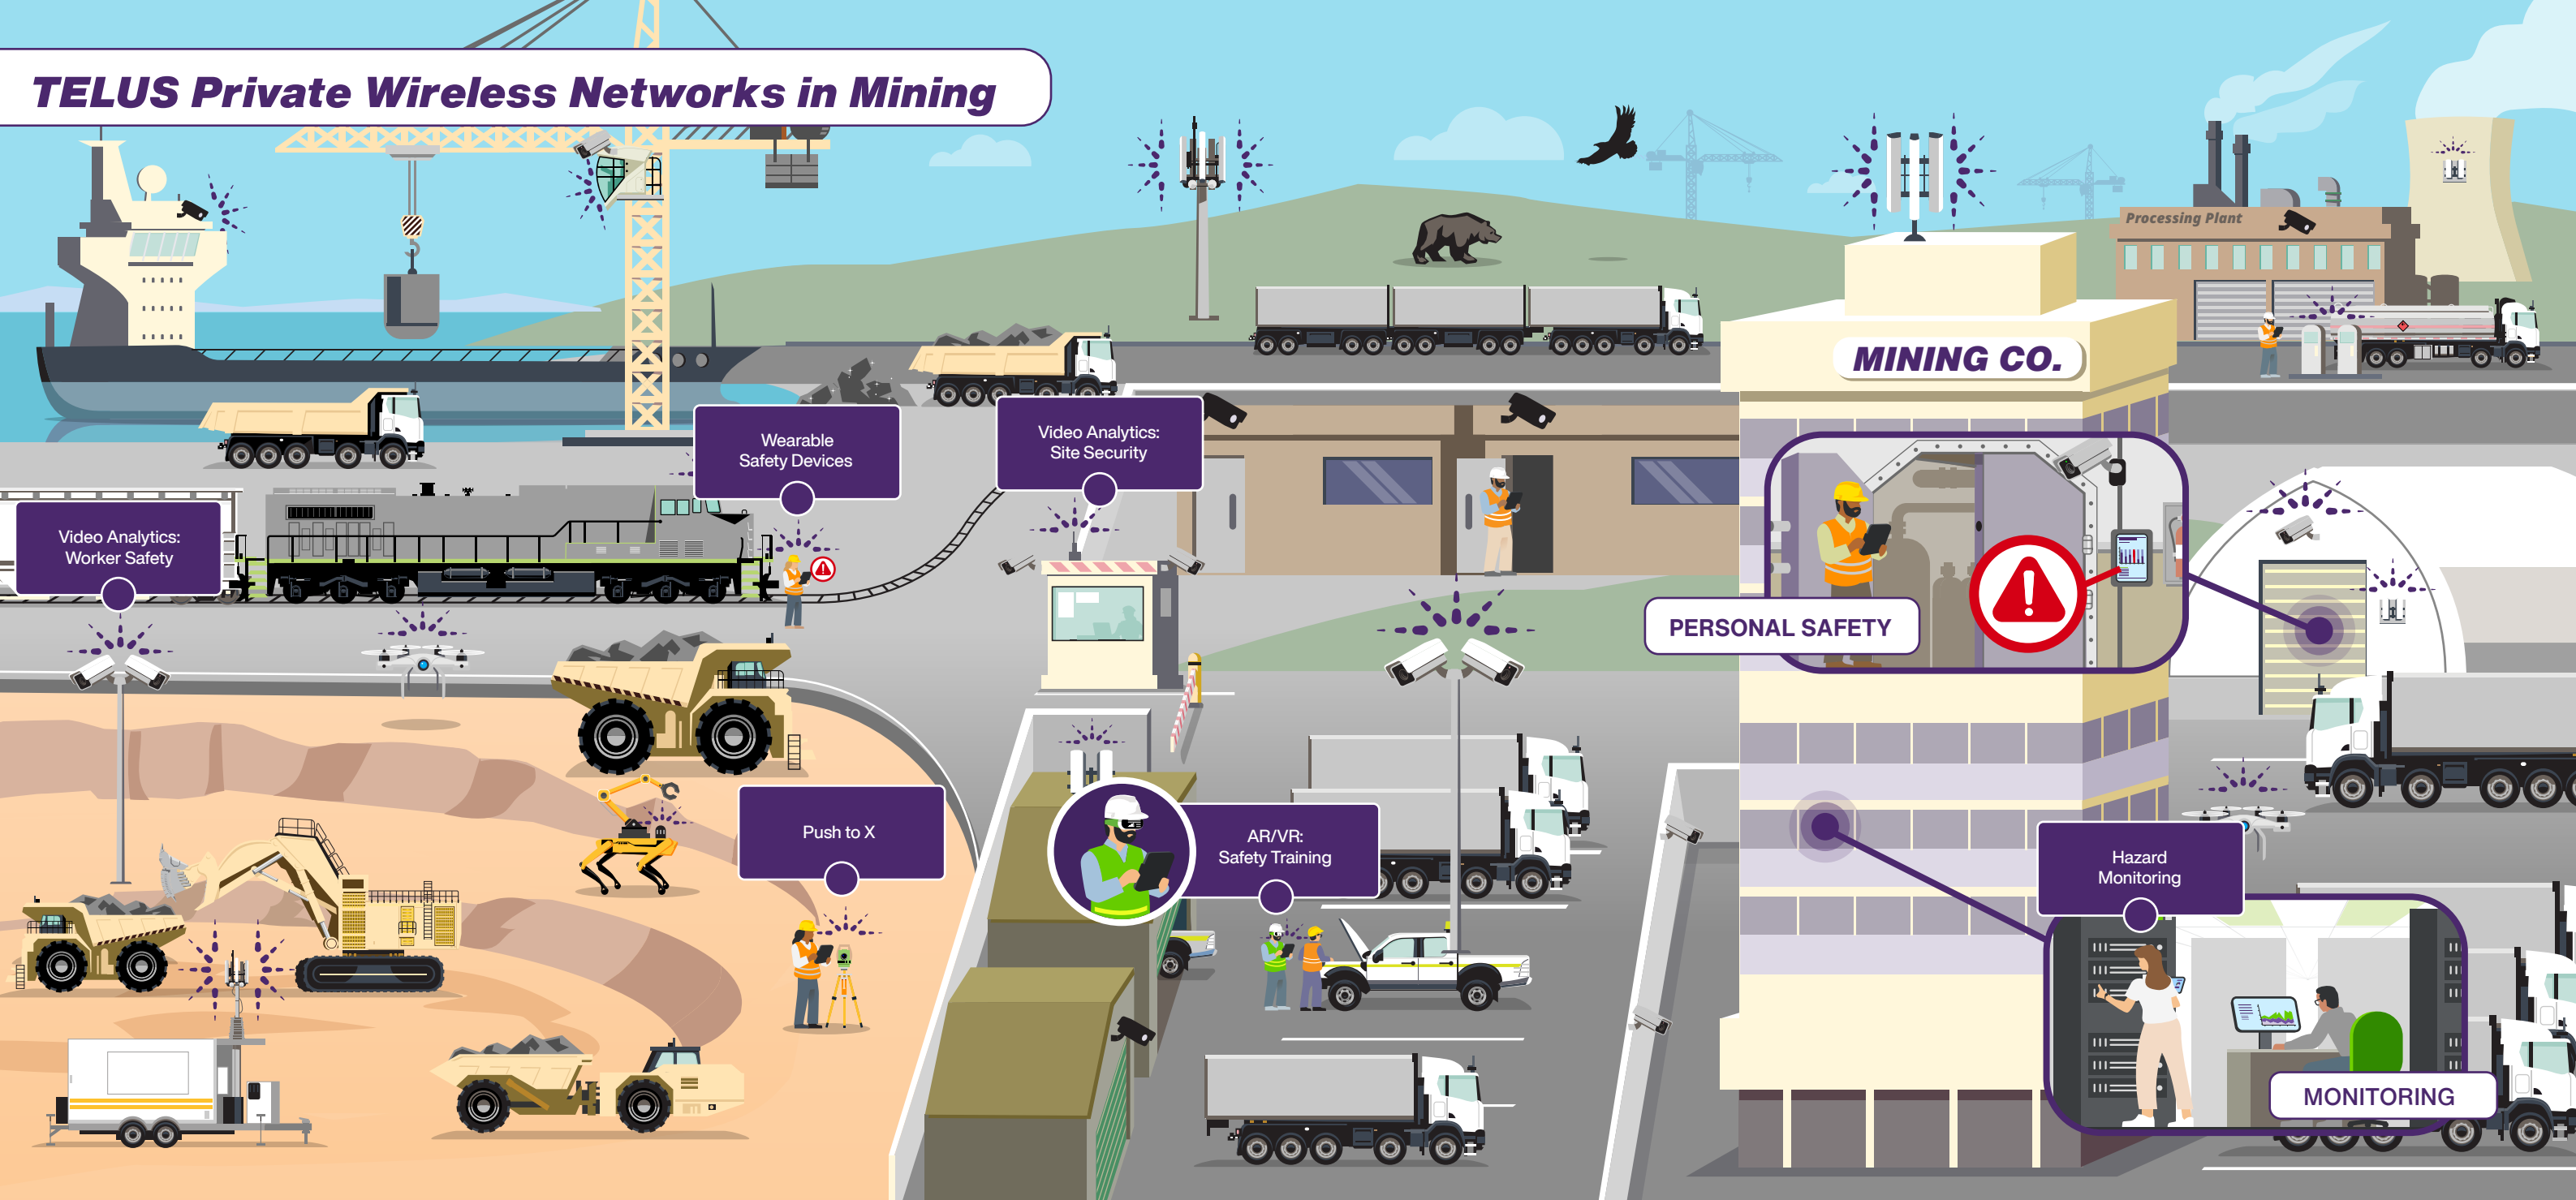 TELUS Private Wireless Networks in Mining
Processing Plant
MINING CO.
Wearable
Safety Devices
Video Analytics:
Site Security
Video Analytics:
Worker Safety
PERSONAL SAFETY
Push to X
AR/VR:
Safety Training
Hazard
Monitoring
MONITORING